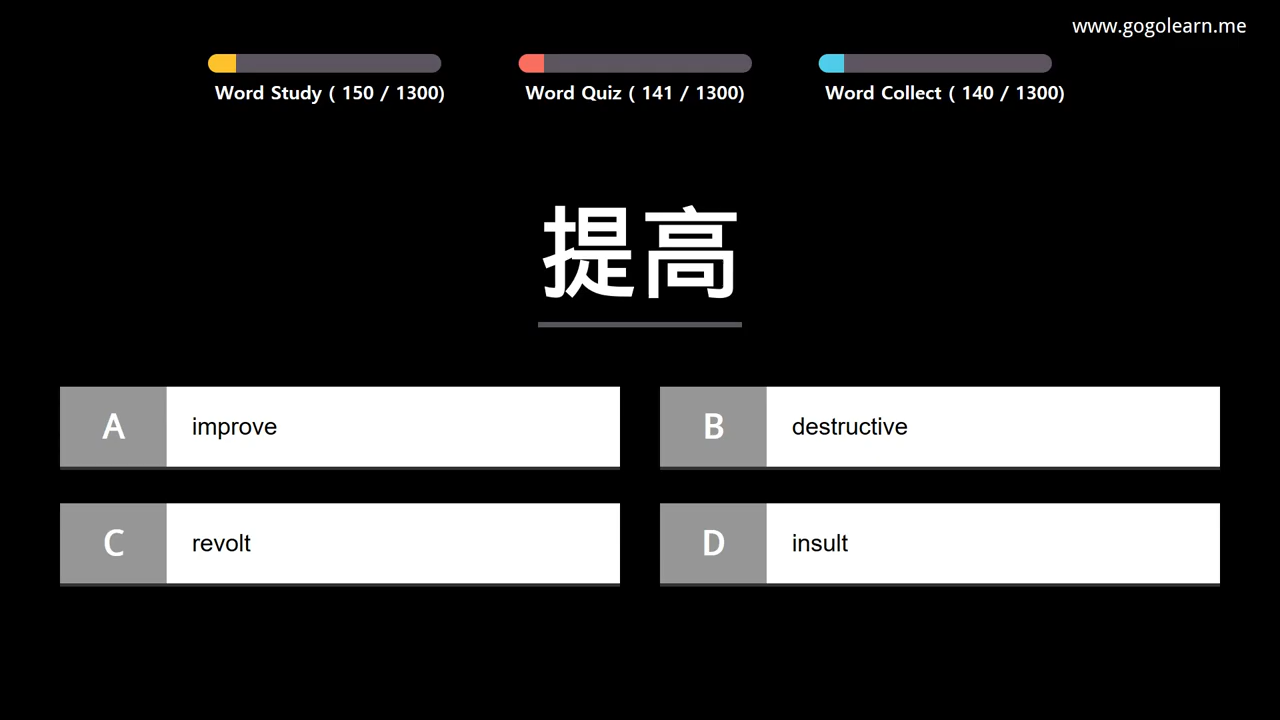 www.gogolearn.me
Word Study ( 150 / 1300)
Word Quiz ( 141 / 1300)
Word Collect ( 140 / 1300)
提高
A improve
B destructive
C revolt
D insult